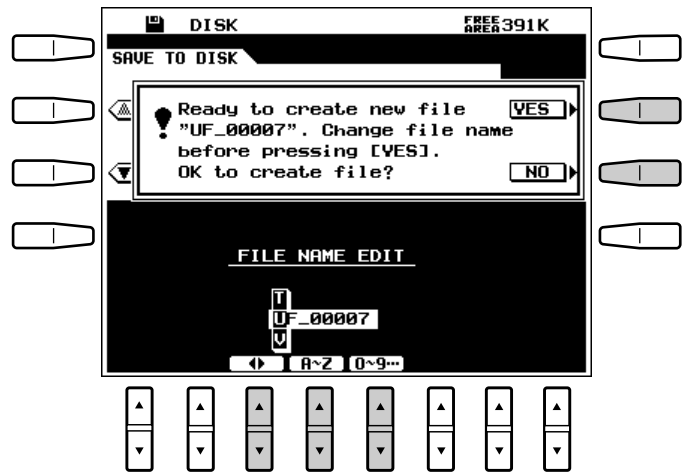 DISK
FREE AREA 391K
SAVE TO DISK
Ready to create new file YES
"UF_00007". Change file name
before pressing [YES].
OK to create file? NO
FILE NAME EDIT
T
UF_00007
V
A~Z 0~9…